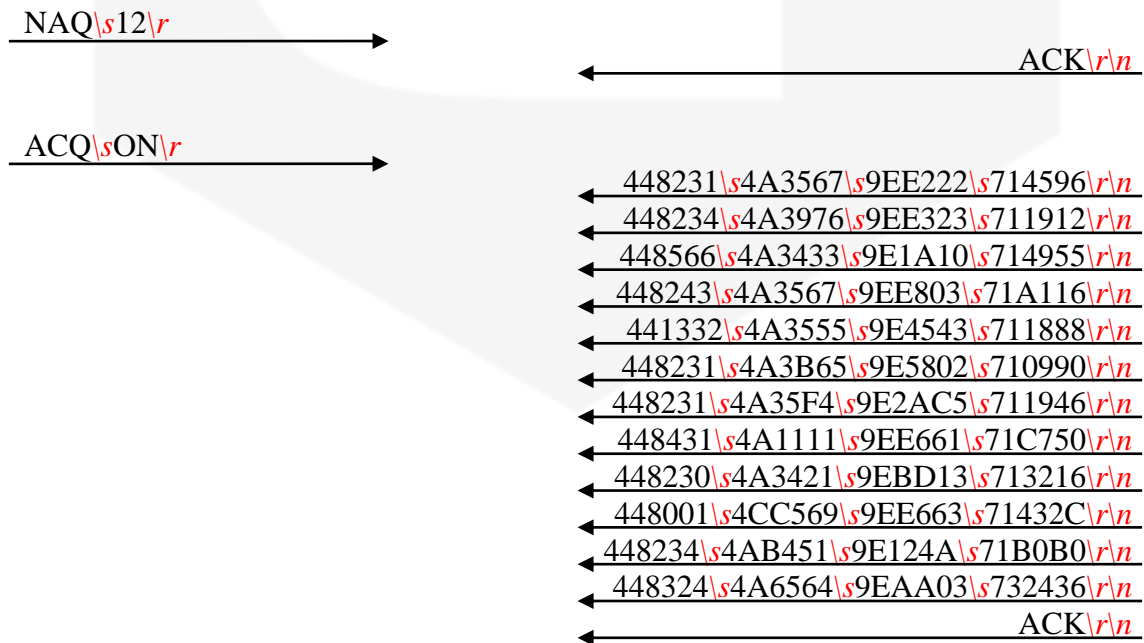 NAQ\s12\r
ACK\r\n
ACQ\sON\r
448231\s4A3567\s9EE222\s714596\r\n
448234\s4A3976\s9EE323\s711912\r\n
448566\s4A3433\s9E1A10\s714955\r\n
448243\s4A3567\s9EE803\s71A116\r\n
441332\s4A3555\s9E4543\s711888\r\n
448231\s4A3B65\s9E5802\s710990\r\n
448231\s4A35F4\s9E2AC5\s711946\r\n
448431\s4A1111\s9EE661\s71C750\r\n
448230\s4A3421\s9EBD13\s713216\r\n
448001\s4CC569\s9EE663\s71432C\r\n
448234\s4AB451\s9E124A\s71B0B0\r\n
448324\s4A6564\s9EAA03\s732436\r\n
ACK\r\n